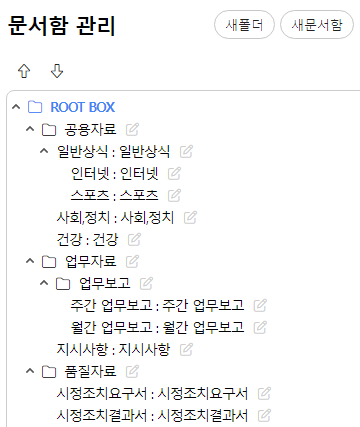 문서함 관리
새폴더
새문서함
ROOT BOX
공용자료
일반상식 : 일반상식
인터넷 : 인터넷
스포츠 : 스포츠
사회,정치 : 사회,정치
건강 : 건강
업무자료
업무보고
주간 업무보고 : 주간 업무보고
월간 업무보고 : 월간 업무보고
지시사항 : 지시사항
품질자료
시정조치요구서 : 시정조치요구서
시정조치결과서 : 시정조치결과서